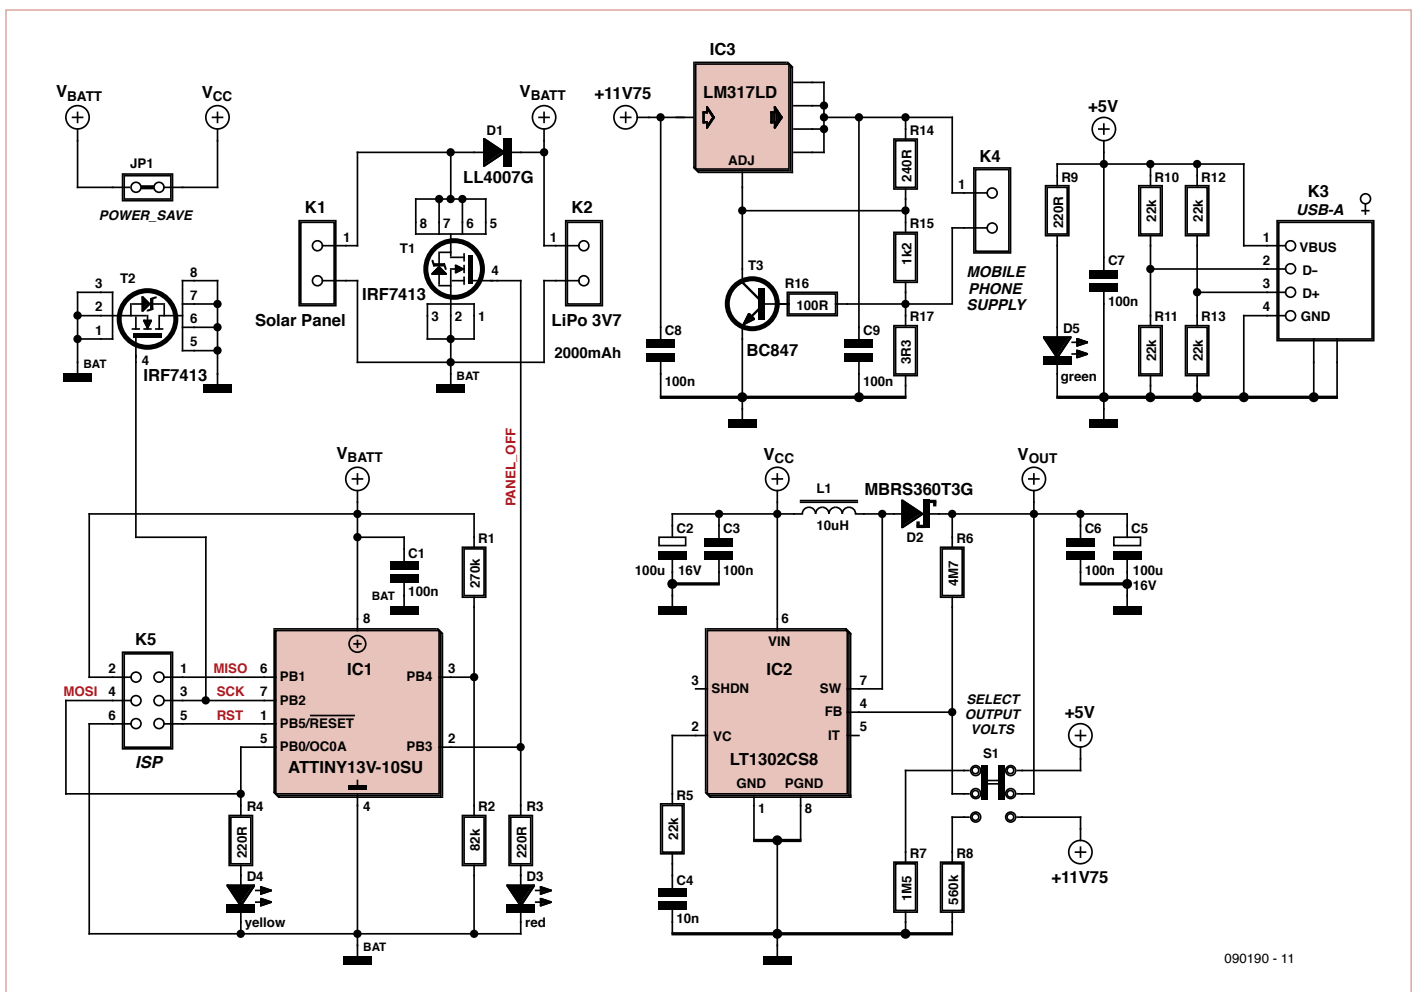 VBATT
VCC
JP1
POWER_SAVE
T2
3
2
1
8
7
6
5
BAT
4
IRF7413
K1
1
2
Solar Panel
D1
LL4007G
VBATT
8
7
6
5
T1
4
IRF7413
3
2
1
BAT
K2
1
2
LiPo 3V7
2000mAh
IC3
+11V75
LM317LD
ADJ
R14
240R
K4
1
2
R15
1k2
MOBILE
PHONE
SUPPLY
T3
R16
100R
BC847
R17
3R3
C8
100n
C9
100n
+5V
R9
220R
R10
22k
R12
22k
K3
USB-A
C7
100n
1
VBUS
2
D–
3
D+
4
GND
D5
green
R11
22k
R13
22k
VBATT
PANEL_OFF
R1
270k
C1
100n
BAT
8
K5
2
1
MISO
6
PB1
IC1
PB4
3
MOSI
4
3
SCK
7
PB2
6
5
RST
1
PB5/RESET
5
PB0/OC0A
PB3
2
ISP
ATTINY13V-10SU
4
R4
220R
R2
82k
R3
220R
D4
yellow
D3
red
BAT
VCC
VOUT
L1
10uH
MBRS360T3G
D2
C2
100u
16V
C3
100n
R6
4M7
C6
100n
C5
100u
16V
6
VIN
IC2
3
SHDN
SW
7
FB
4
2
VC
IT
5
LT1302CS8
GND
PGND
1
8
SELECT
OUTPUT
VOLTS
S1
+5V
R5
22k
C4
10n
R7
1M5
R8
560k
+11V75
090190 - 11